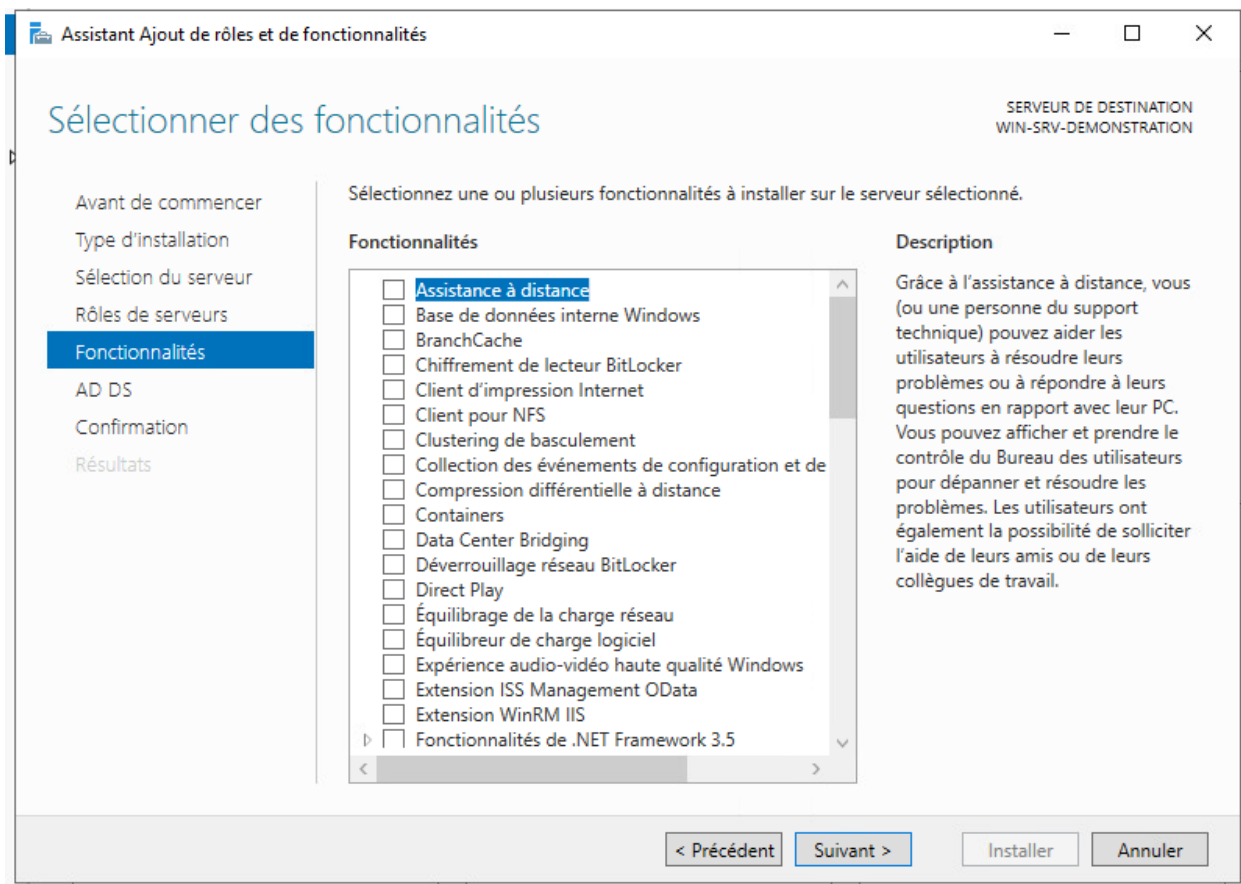 Assistant Ajout de rôles et de fonctionnalités
Sélectionner des fonctionnalités
SERVEUR DE DESTINATION
WIN-SRV-DEMONSTRATION
Avant de commencer
Type d'installation
Sélection du serveur
Rôles de serveurs
Fonctionnalités
AD DS
Confirmation
Résultats
Sélectionnez une ou plusieurs fonctionnalités à installer sur le serveur sélectionné.
Fonctionnalités
Assistance à distance
Base de données interne Windows
BranchCache
Chiffrement de lecteur BitLocker
Client d'impression Internet
Client pour NFS
Clustering de basculement
Collection des événements de configuration et de
Compression différentielle à distance
Containers
Data Center Bridging
Déverrouillage réseau BitLocker
Direct Play
Équilibrage de la charge réseau
Équilibreur de charge logiciel
Expérience audio-vidéo haute qualité Windows
Extension ISS Management OData
Extension WinRM IIS
Fonctionnalités de .NET Framework 3.5
Description
Grâce à l'assistance à distance, vous
(ou une personne du support
technique) pouvez aider les
utilisateurs à résoudre leurs
problèmes ou à répondre à leurs
questions en rapport avec leur PC.
Vous pouvez afficher et prendre le
contrôle du Bureau des utilisateurs
pour dépanner et résoudre les
problèmes. Les utilisateurs ont
également la possibilité de solliciter
l'aide de leurs amis ou de leurs
collègues de travail.
< Précédent
Suivant >
Installer
Annuler